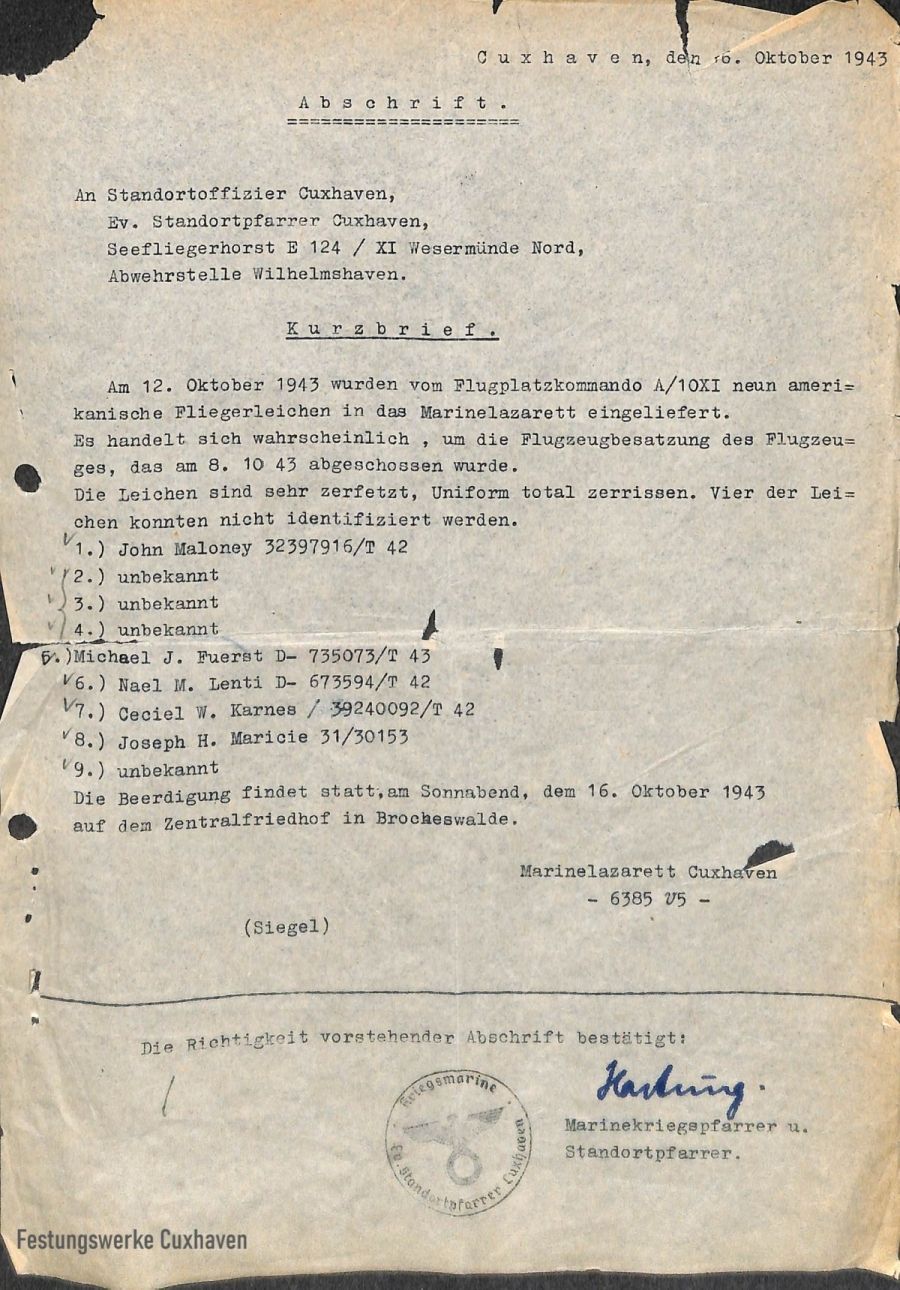 C u x h a v e n, den 16. Oktober 1943
A b s c h r i f t .
=====================
An Standortoffizier Cuxhaven,
Ev. Standortpfarrer Cuxhaven,
Seefliegerhorst E 124 / XI Wesermünde Nord,
Abwehrstelle Wilhelmshaven.
K u r z b r i e f .
Am 12. Oktober 1943 wurden vom Flugplatzkommando A/10XI neun ameri=
kanische Fliegerleichen in das Marinelazarett eingeliefert.
Es handelt sich wahrscheinlich , um die Flugzeugbesatzung des Flugzeu=
ges, das am 8. 10 43 abgeschossen wurde.
Die Leichen sind sehr zerfetzt, Uniform total zerrissen. Vier der Lei=
chen konnten nicht identifiziert werden.
1.) John Maloney 32397916/T 42
2.) unbekannt
3.) unbekannt
4.) unbekannt
5.)Michael J. Fuerst D- 735073/T 43
6.) Nael M. Lenti D- 673594/T 42
7.) Ceciel W. Karnes / 39240092/T 42
8.) Joseph H. Maricie 31/30153
9.) unbekannt
Die Beerdigung findet statt,am Sonnabend, dem 16. Oktober 1943
auf dem Zentralfriedhof in Brockeswalde.
Marinelazarett Cuxhaven
- 6385 V5 -
(Siegel)
Die Richtigkeit vorstehender Abschrift bestätigt:
Hartung.
Marinekriegspfarrer u.
Standortpfarrer.
Kriegsmarine
Ev. Standortpfarrer Cuxhaven
Festungswerke Cuxhaven